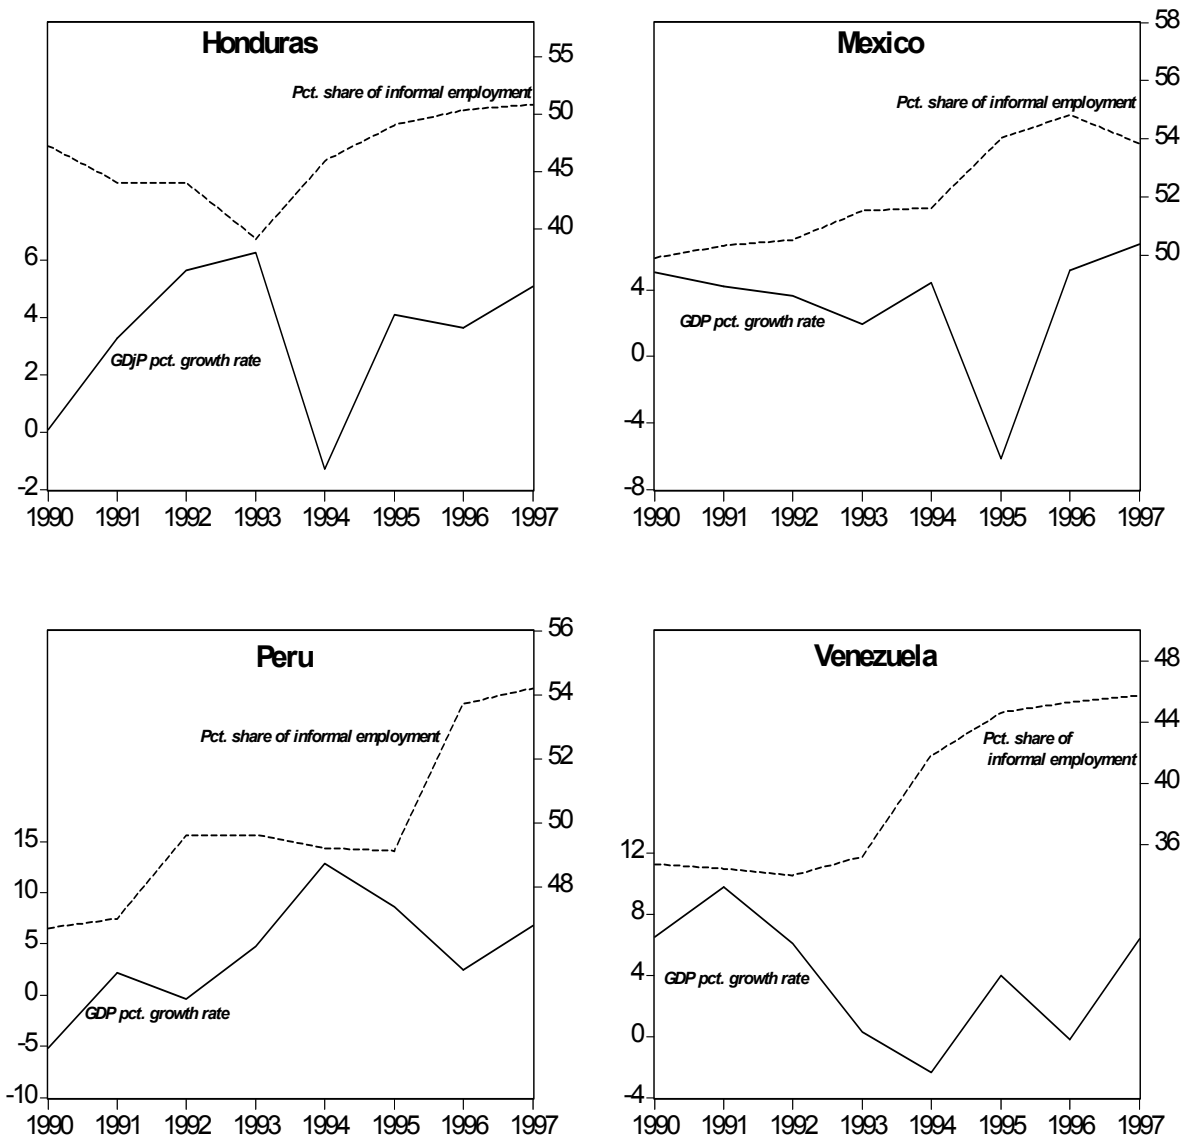 Honduras
55
Pct. share of informal employment
50
45
40
6
4
GDjP pct. growth rate
2
0
-2
1990 1991 1992 1993 1994 1995 1996 1997
58
Mexico
56
Pct. share of informal employment
54
52
50
4
GDP pct. growth rate
0
-4
-8
1990 1991 1992 1993 1994 1995 1996 1997
56
Peru
54
Pct. share of informal employment
52
50
15
48
10
5
0
GDP pct. growth rate
-5
-10
1990 1991 1992 1993 1994 1995 1996 1997
Venezuela
48
44
Pct. share of
informal employment
40
36
12
8
4
GDP pct. growth rate
0
-4
1990 1991 1992 1993 1994 1995 1996 1997